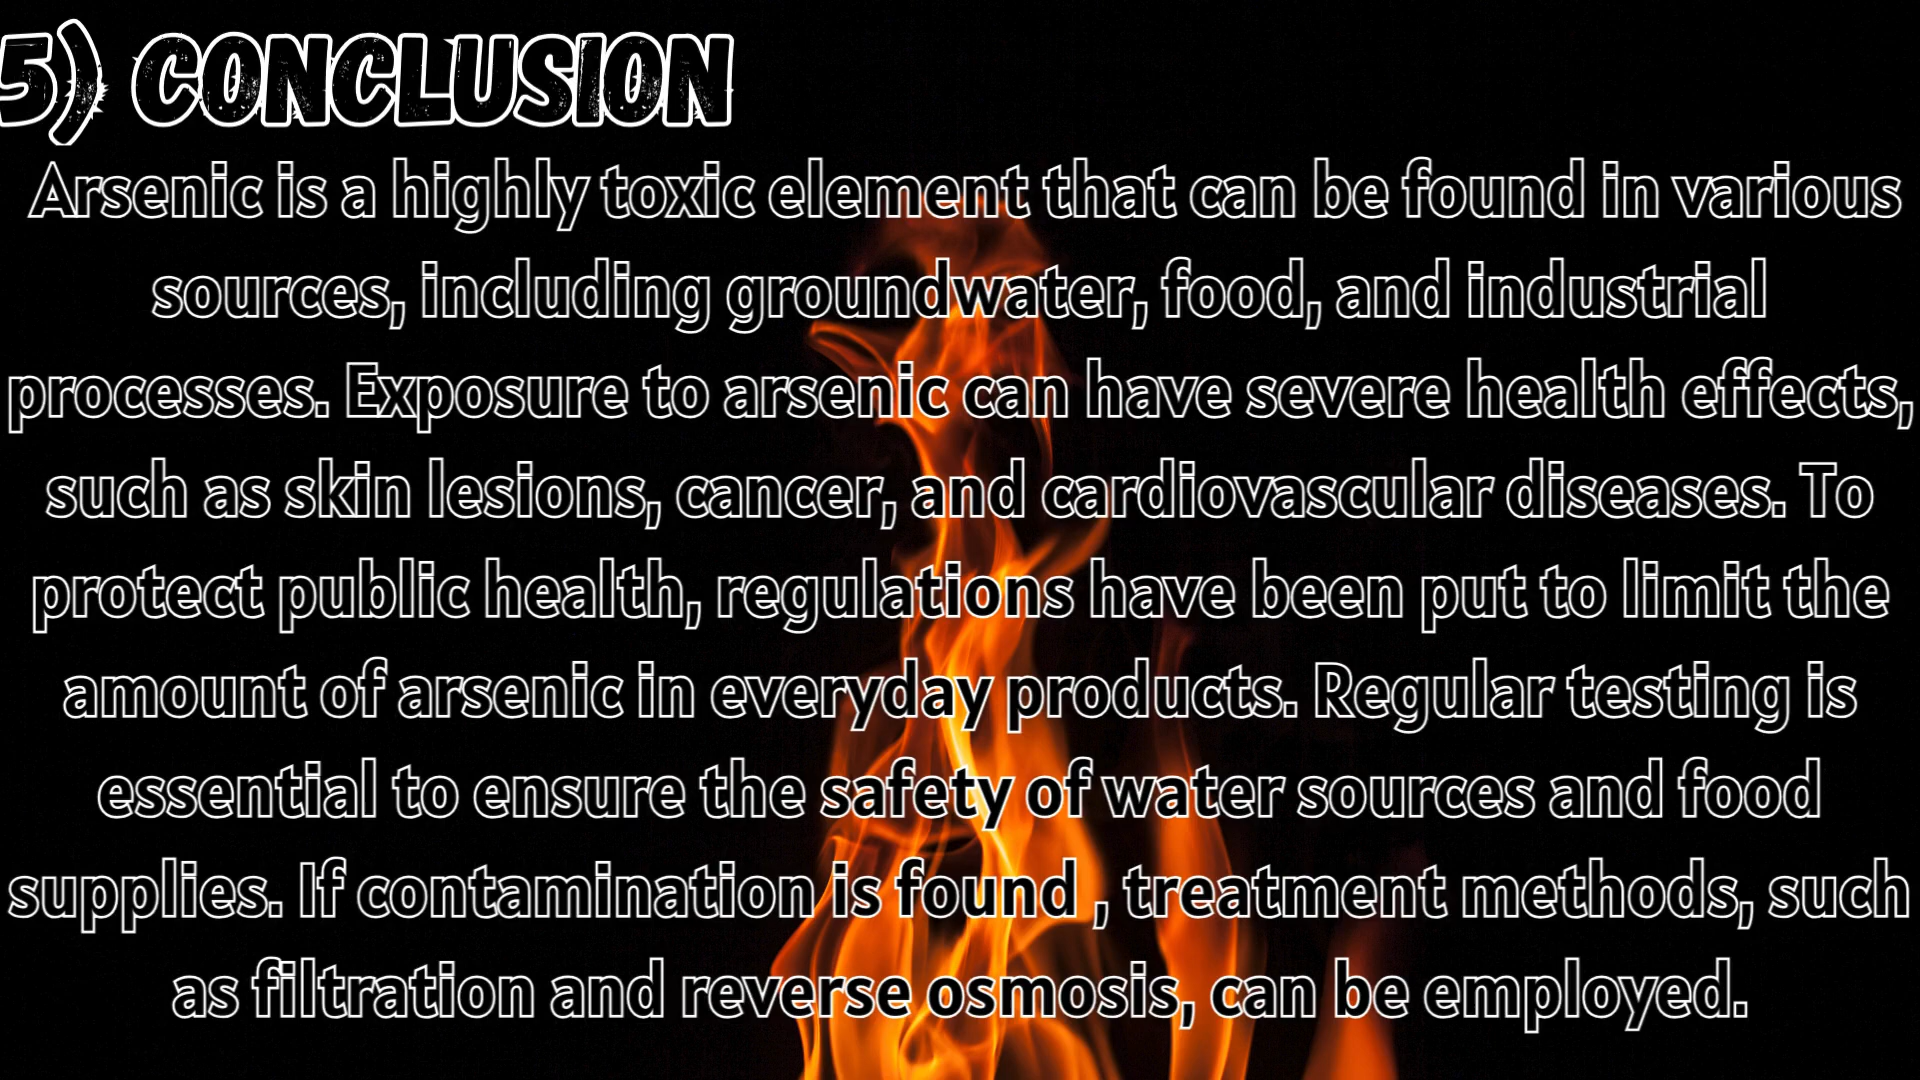 5) CONCLUSION
Arsenic is a highly toxic element that can be found in various
sources, including groundwater, food, and industrial
processes. Exposure to arsenic can have severe health effects,
such as skin lesions, cancer, and cardiovascular diseases. To
protect public health, regulations have been put to limit the
amount of arsenic in everyday products. Regular testing is
essential to ensure the safety of water sources and food
supplies. If contamination is found , treatment methods, such
as filtration and reverse osmosis, can be employed.